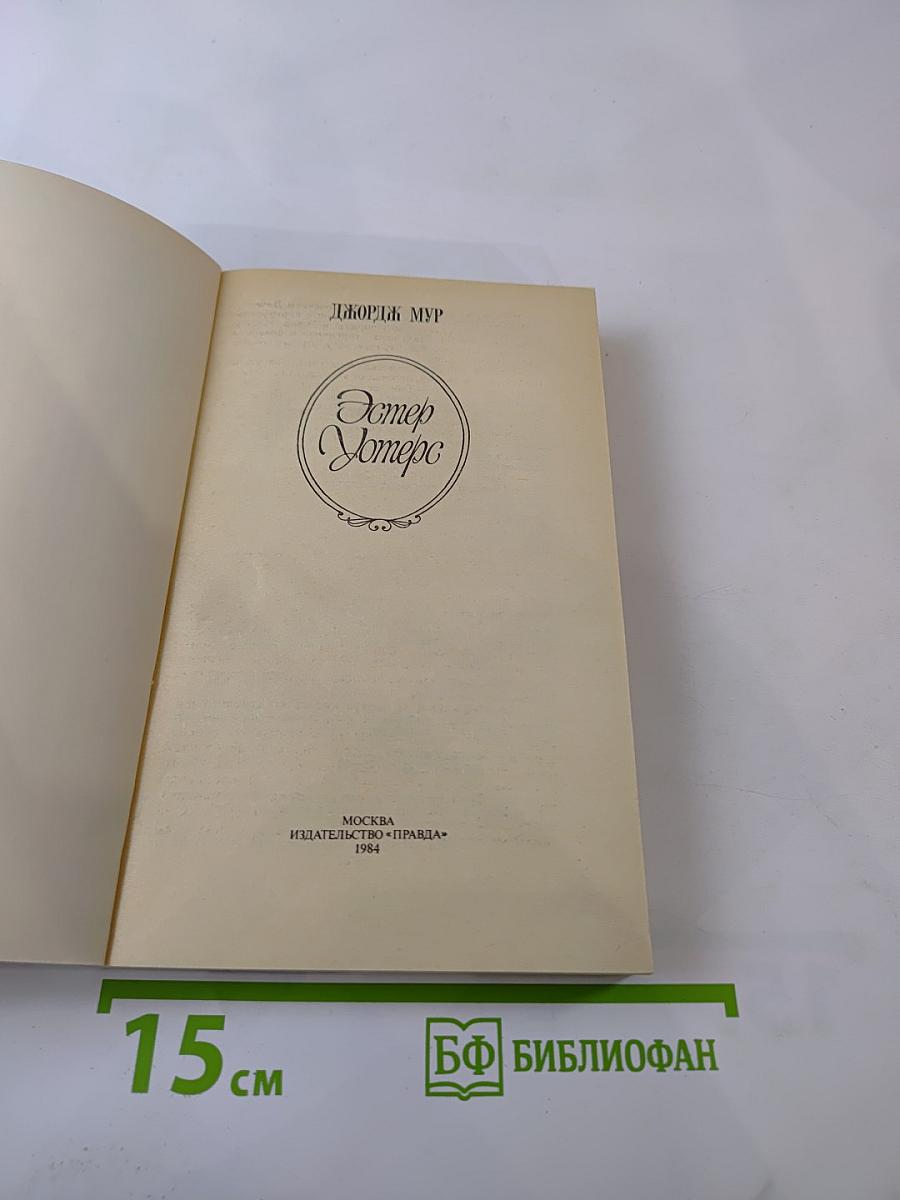 ДЖОРДЖ МУР
Эстер
Уотерс
МОСКВА
ИЗДАТЕЛЬСТВО «ПРАВДА»
1984
15 см
БФ БИБЛИОФАН